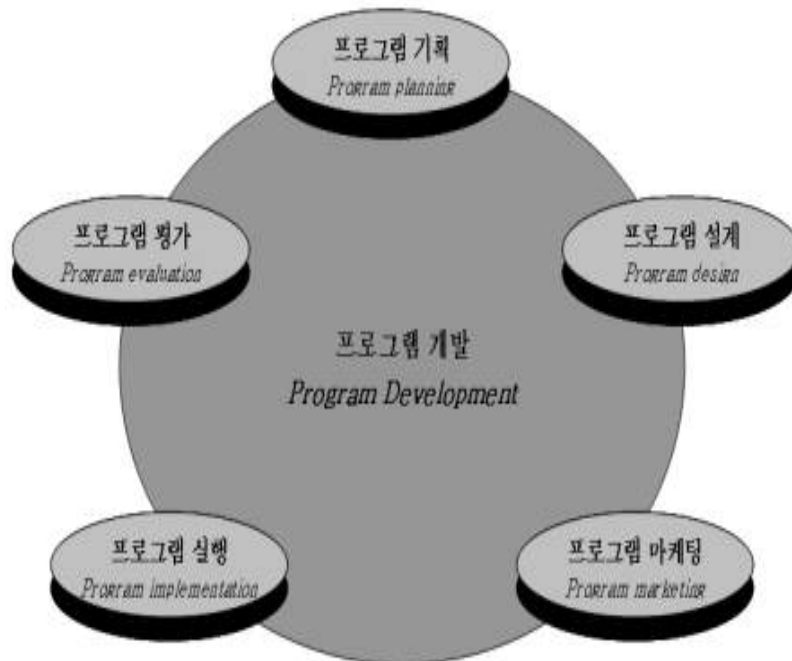 프로그램 기획
Program planning
프로그램 평가
Program evaluation
프로그램 설계
Program design
프로그램 개발
Program Development
프로그램 실행
Program implementation
프로그램 마케팅
Program marketing